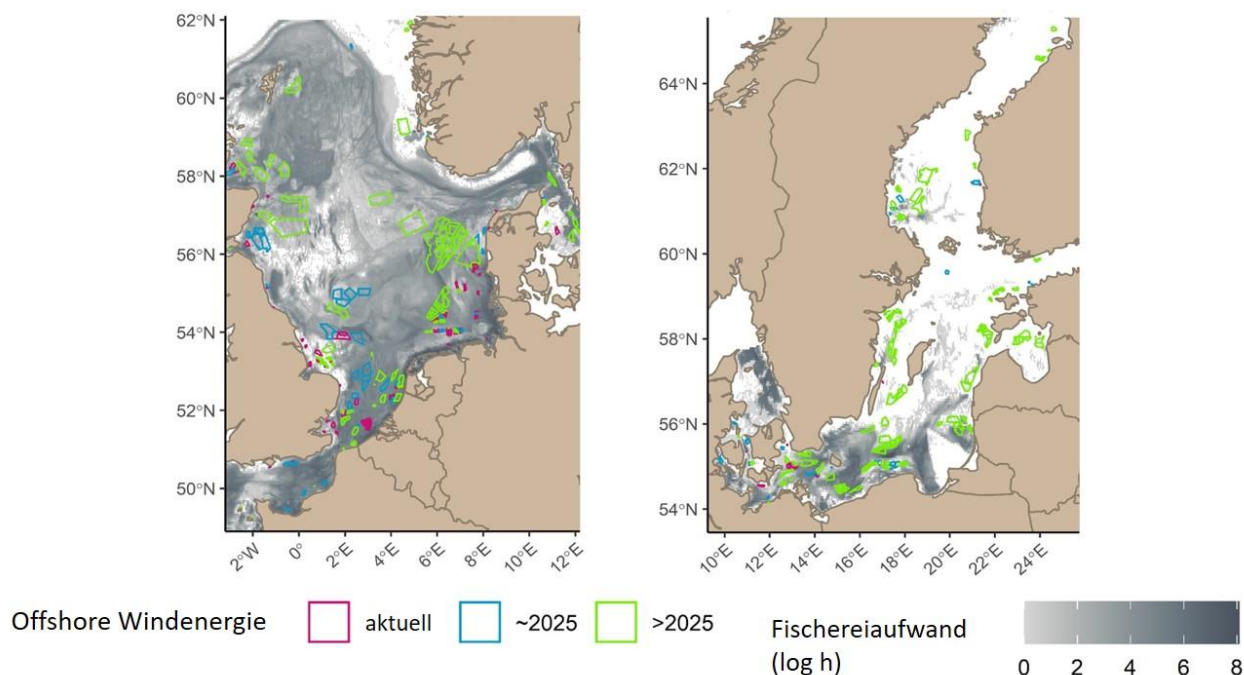 62°N
60°N
58°N
56°N
54°N
52°N
50°N
2°W
0°
2°E
4°E
6°E
8°E
10°E
12°E
64°N
62°N
60°N
58°N
56°N
54°N
10°E
12°E
14°E
16°E
18°E
20°E
22°E
24°E
Offshore Windenergie
aktuell
~2025
>2025
Fischereiaufwand
(log h)
0 2 4 6 8